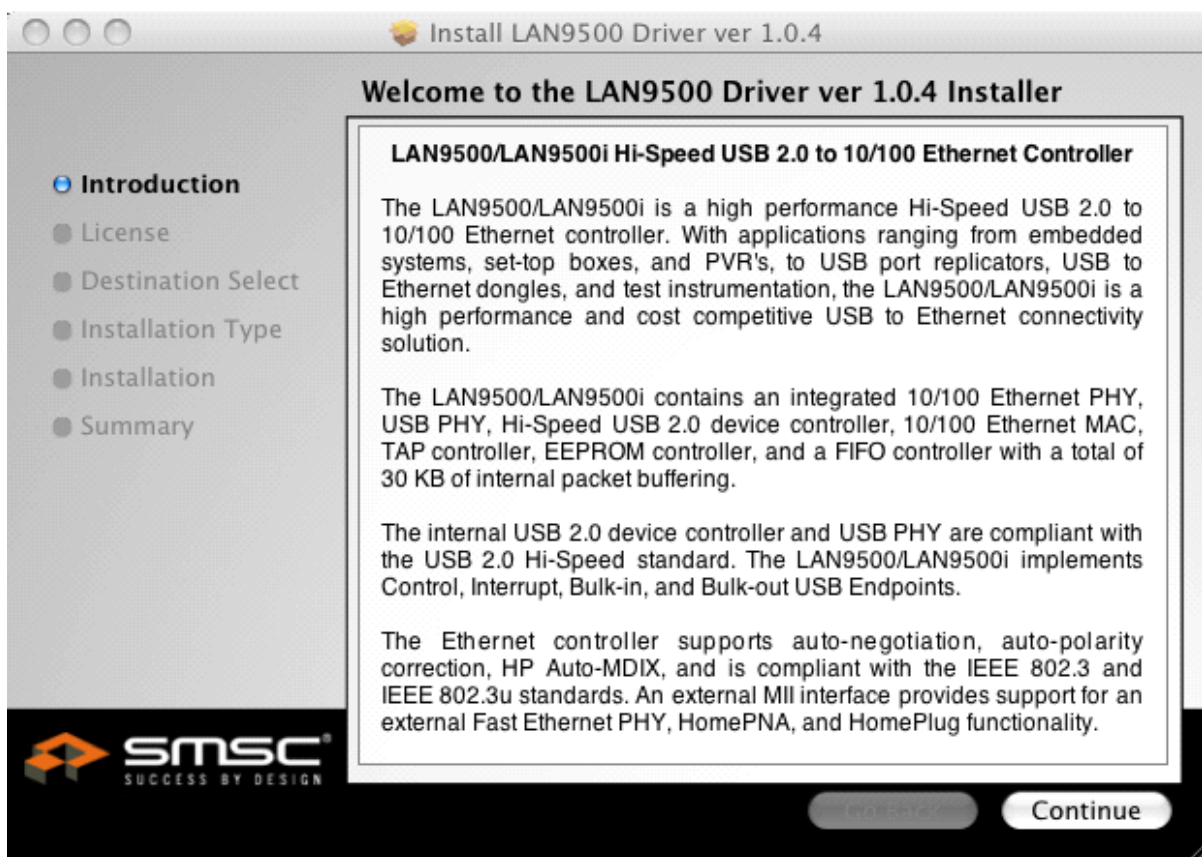 Install LAN9500 Driver ver 1.0.4
Welcome to the LAN9500 Driver ver 1.0.4 Installer
Introduction
License
Destination Select
Installation Type
Installation
Summary
LAN9500/LAN9500i Hi-Speed USB 2.0 to 10/100 Ethernet Controller
The LAN9500/LAN9500i is a high performance Hi-Speed USB 2.0 to
10/100 Ethernet controller. With applications ranging from embedded
systems, set-top boxes, and PVR's, to USB port replicators, USB to
Ethernet dongles, and test instrumentation, the LAN9500/LAN9500i is a
high performance and cost competitive USB to Ethernet connectivity
solution.
The LAN9500/LAN9500i contains an integrated 10/100 Ethernet PHY,
USB PHY, Hi-Speed USB 2.0 device controller, 10/100 Ethernet MAC,
TAP controller, EEPROM controller, and a FIFO controller with a total of
30 KB of internal packet buffering.
The internal USB 2.0 device controller and USB PHY are compliant with
the USB 2.0 Hi-Speed standard. The LAN9500/LAN9500i implements
Control, Interrupt, Bulk-in, and Bulk-out USB Endpoints.
The Ethernet controller supports auto-negotiation, auto-polarity
correction, HP Auto-MDIX, and is compliant with the IEEE 802.3 and
IEEE 802.3u standards. An external MII interface provides support for an
external Fast Ethernet PHY, HomePNA, and HomePlug functionality.
smsc
SUCCESS BY DESIGN
Go Back
Continue